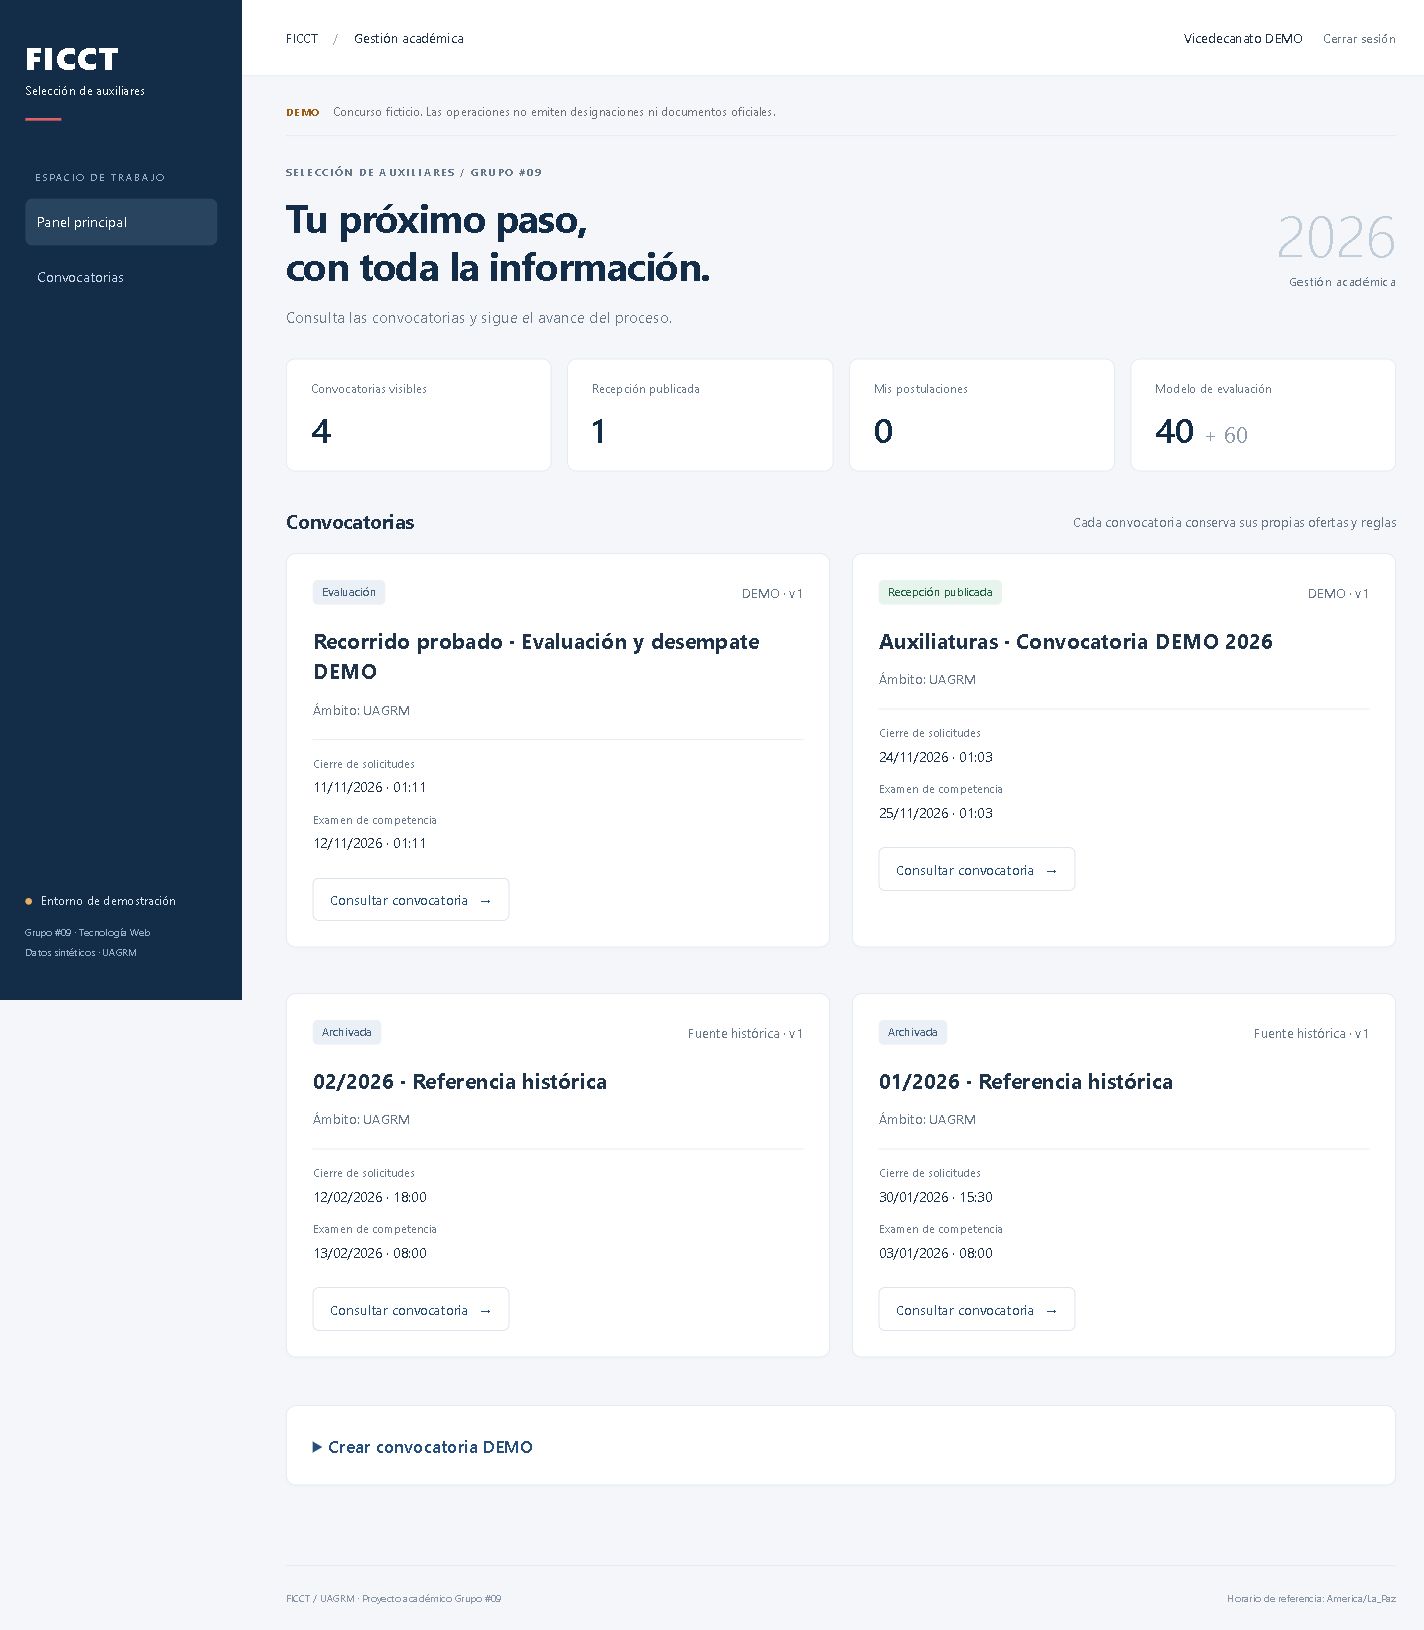 FICCT
Selección de auxiliares
ESPACIO DE TRABAJO
Panel principal
Convocatorias
Entorno de demostración
Grupo #09 · Tecnología Web
Datos sintéticos · UAGRM
FICCT / Gestión académica
Vicedecanato DEMO Cerrar sesión
DEMO Concurso ficticio. Las operaciones no emiten designaciones ni documentos oficiales.
SELECCIÓN DE AUXILIARES / GRUPO #09
Tu próximo paso,
con toda la información.
Consulta las convocatorias y sigue el avance del proceso.
2026
Gestión académica
Convocatorias visibles
4
Recepción publicada
1
Mis postulaciones
0
Modelo de evaluación
40 + 60
Convocatorias
Cada convocatoria conserva sus propias ofertas y reglas
Evaluación
DEMO · v1
Recorrido probado · Evaluación y desempate
DEMO
Ámbito: UAGRM
Cierre de solicitudes
11/11/2026 · 01:11
Examen de competencia
12/11/2026 · 01:11
Consultar convocatoria →
Recepción publicada
DEMO · v1
Auxiliaturas · Convocatoria DEMO 2026
Ámbito: UAGRM
Cierre de solicitudes
24/11/2026 · 01:03
Examen de competencia
25/11/2026 · 01:03
Consultar convocatoria →
Archivada
Fuente histórica · v1
02/2026 · Referencia histórica
Ámbito: UAGRM
Cierre de solicitudes
12/02/2026 · 18:00
Examen de competencia
13/02/2026 · 08:00
Consultar convocatoria →
Archivada
Fuente histórica · v1
01/2026 · Referencia histórica
Ámbito: UAGRM
Cierre de solicitudes
30/01/2026 · 15:30
Examen de competencia
03/01/2026 · 08:00
Consultar convocatoria →
▶ Crear convocatoria DEMO
FICCT / UAGRM · Proyecto académico Grupo #09
Horario de referencia: America/La_Paz